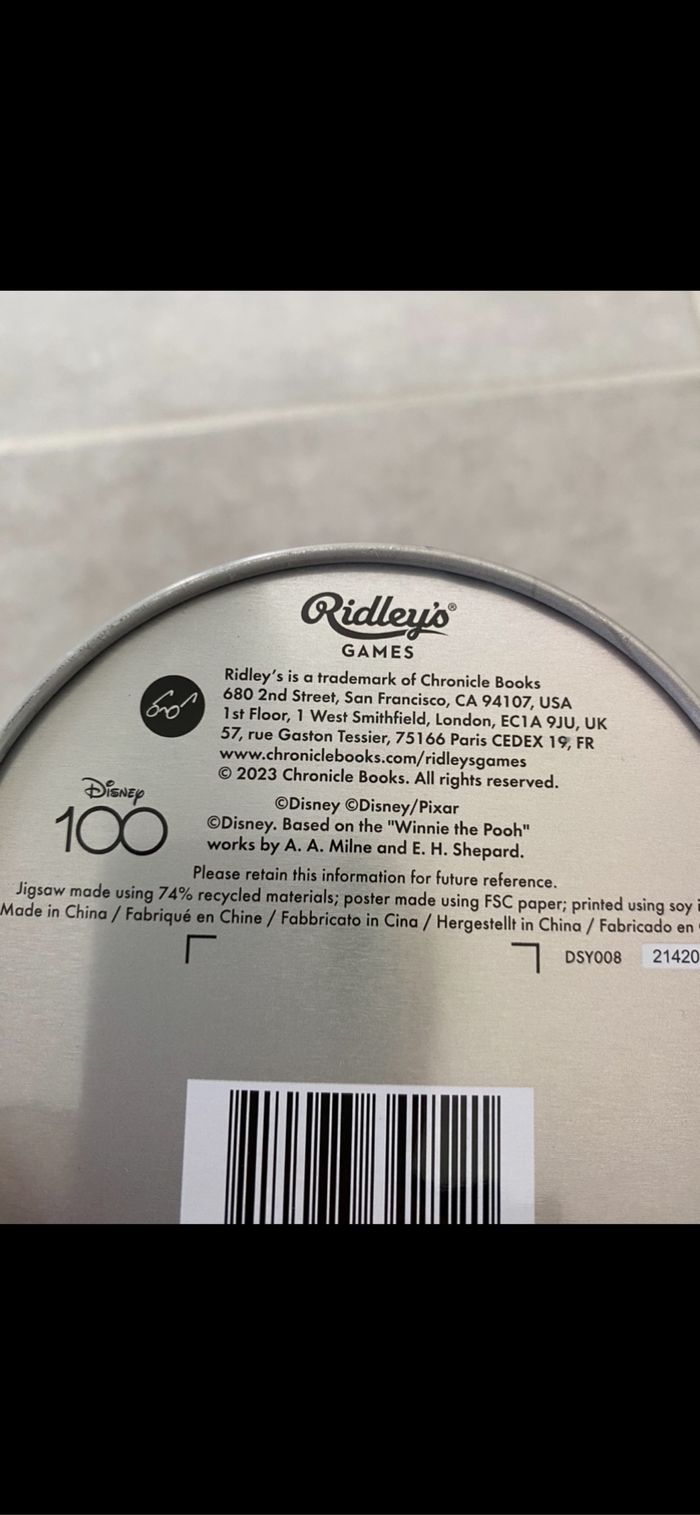 Ridley's®
GAMES
Ridley's is a trademark of Chronicle Books
680 2nd Street, San Francisco, CA 94107, USA
1st Floor, 1 West Smithfield, London, EC1A 9JU, UK
57, rue Gaston Tessier, 75166 Paris CEDEX 19, FR
www.chroniclebooks.com/ridleysgames
© 2023 Chronicle Books. All rights reserved.
Disney
100
©Disney ©Disney/Pixar
©Disney. Based on the "Winnie the Pooh"
works by A. A. Milne and E. H. Shepard.
Please retain this information for future reference.
Jigsaw made using 74% recycled materials; poster made using FSC paper; printed using soy
Made in China / Fabriqué en Chine / Fabbricato in Cina / Hergestellt in China / Fabricado en
DSY008 21420